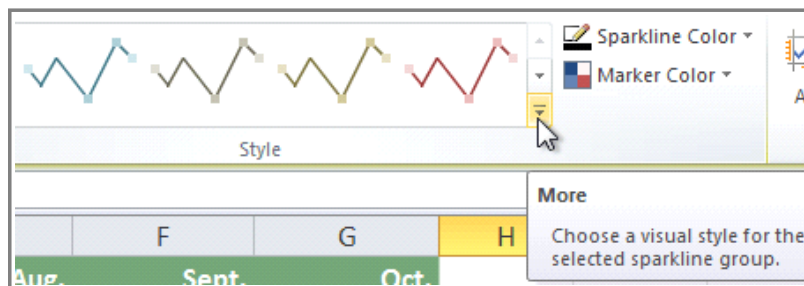 Sparkline Color
Marker Color
Style
More
Choose a visual style for the
selected sparkline group.
F G H
Aug. Sept. Oct.